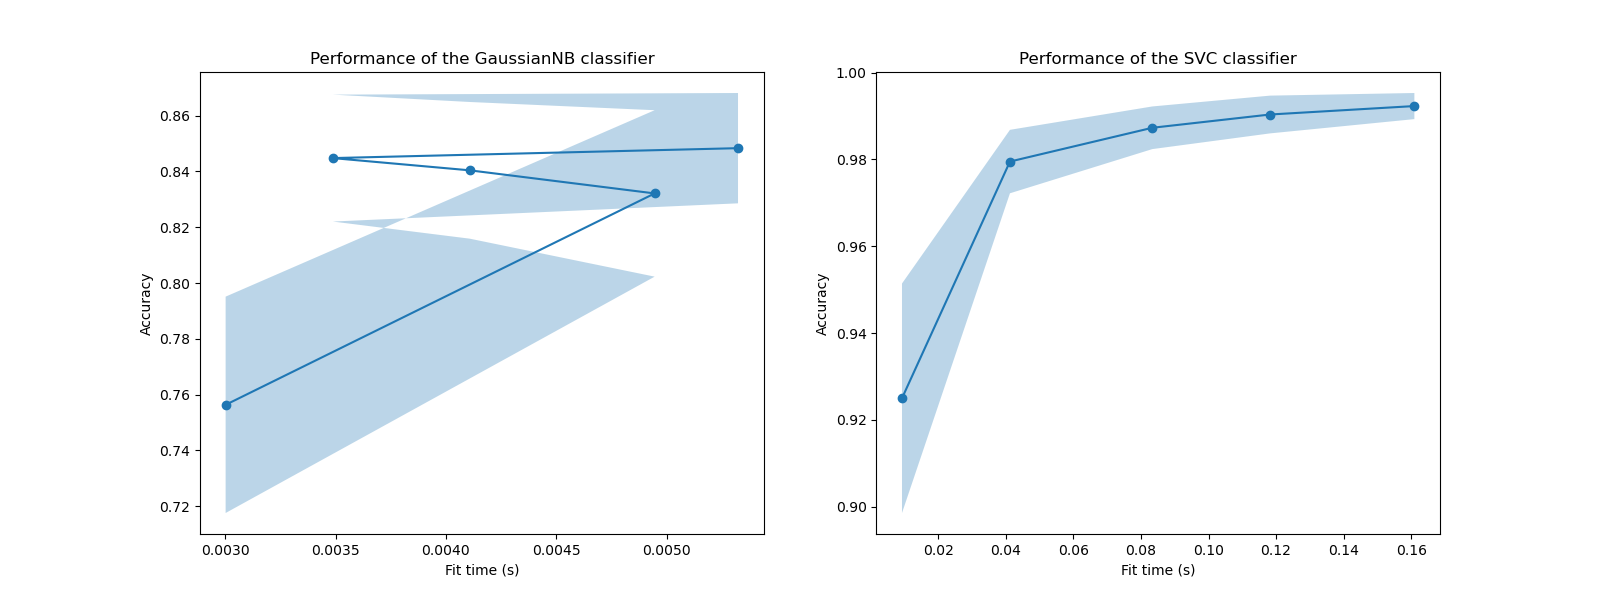 Performance of the GaussianNB classifier
Accuracy
0.86
0.84
0.82
0.80
0.78
0.76
0.74
0.72
0.0030 0.0035 0.0040 0.0045 0.0050
Fit time (s)
Performance of the SVC classifier
Accuracy
1.00
0.98
0.96
0.94
0.92
0.90
0.02 0.04 0.06 0.08 0.10 0.12 0.14 0.16
Fit time (s)